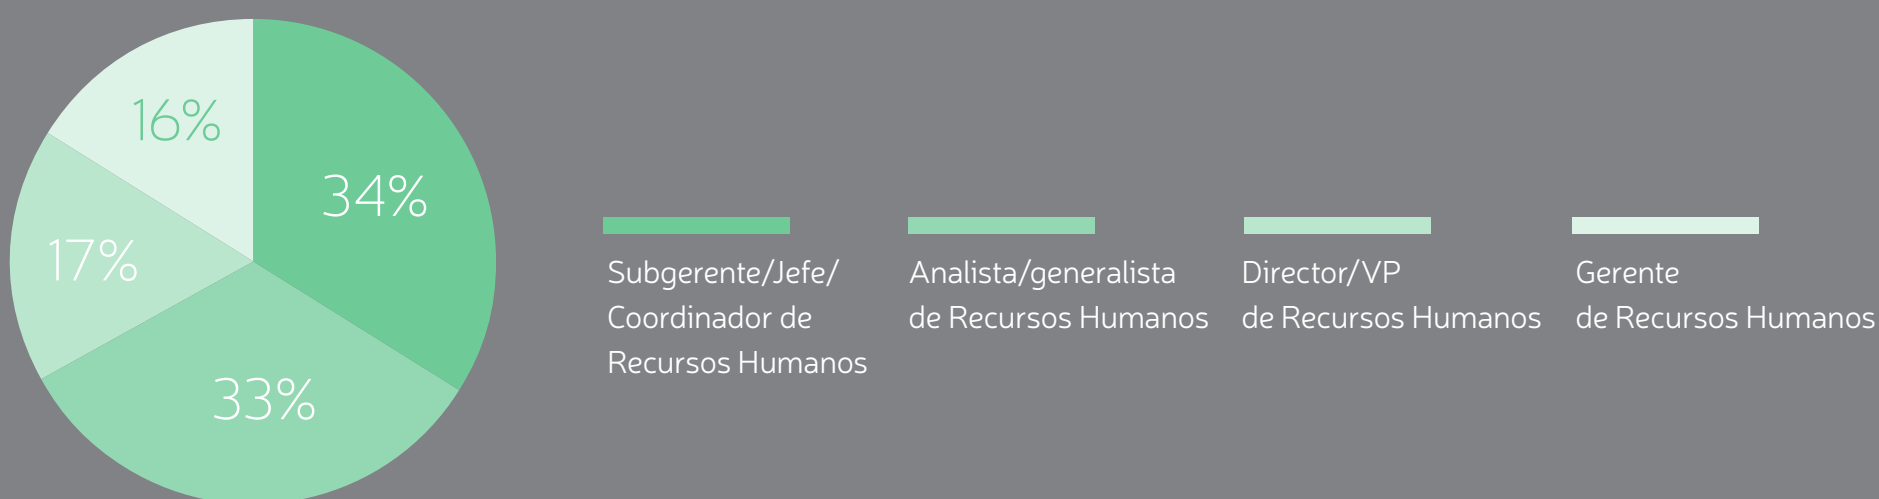 16%
34%
17%
33%
Subgerente/Jefe/
Coordinador de
Recursos Humanos
Analista/generalista
de Recursos Humanos
Director/VP
de Recursos Humanos
Gerente
de Recursos Humanos